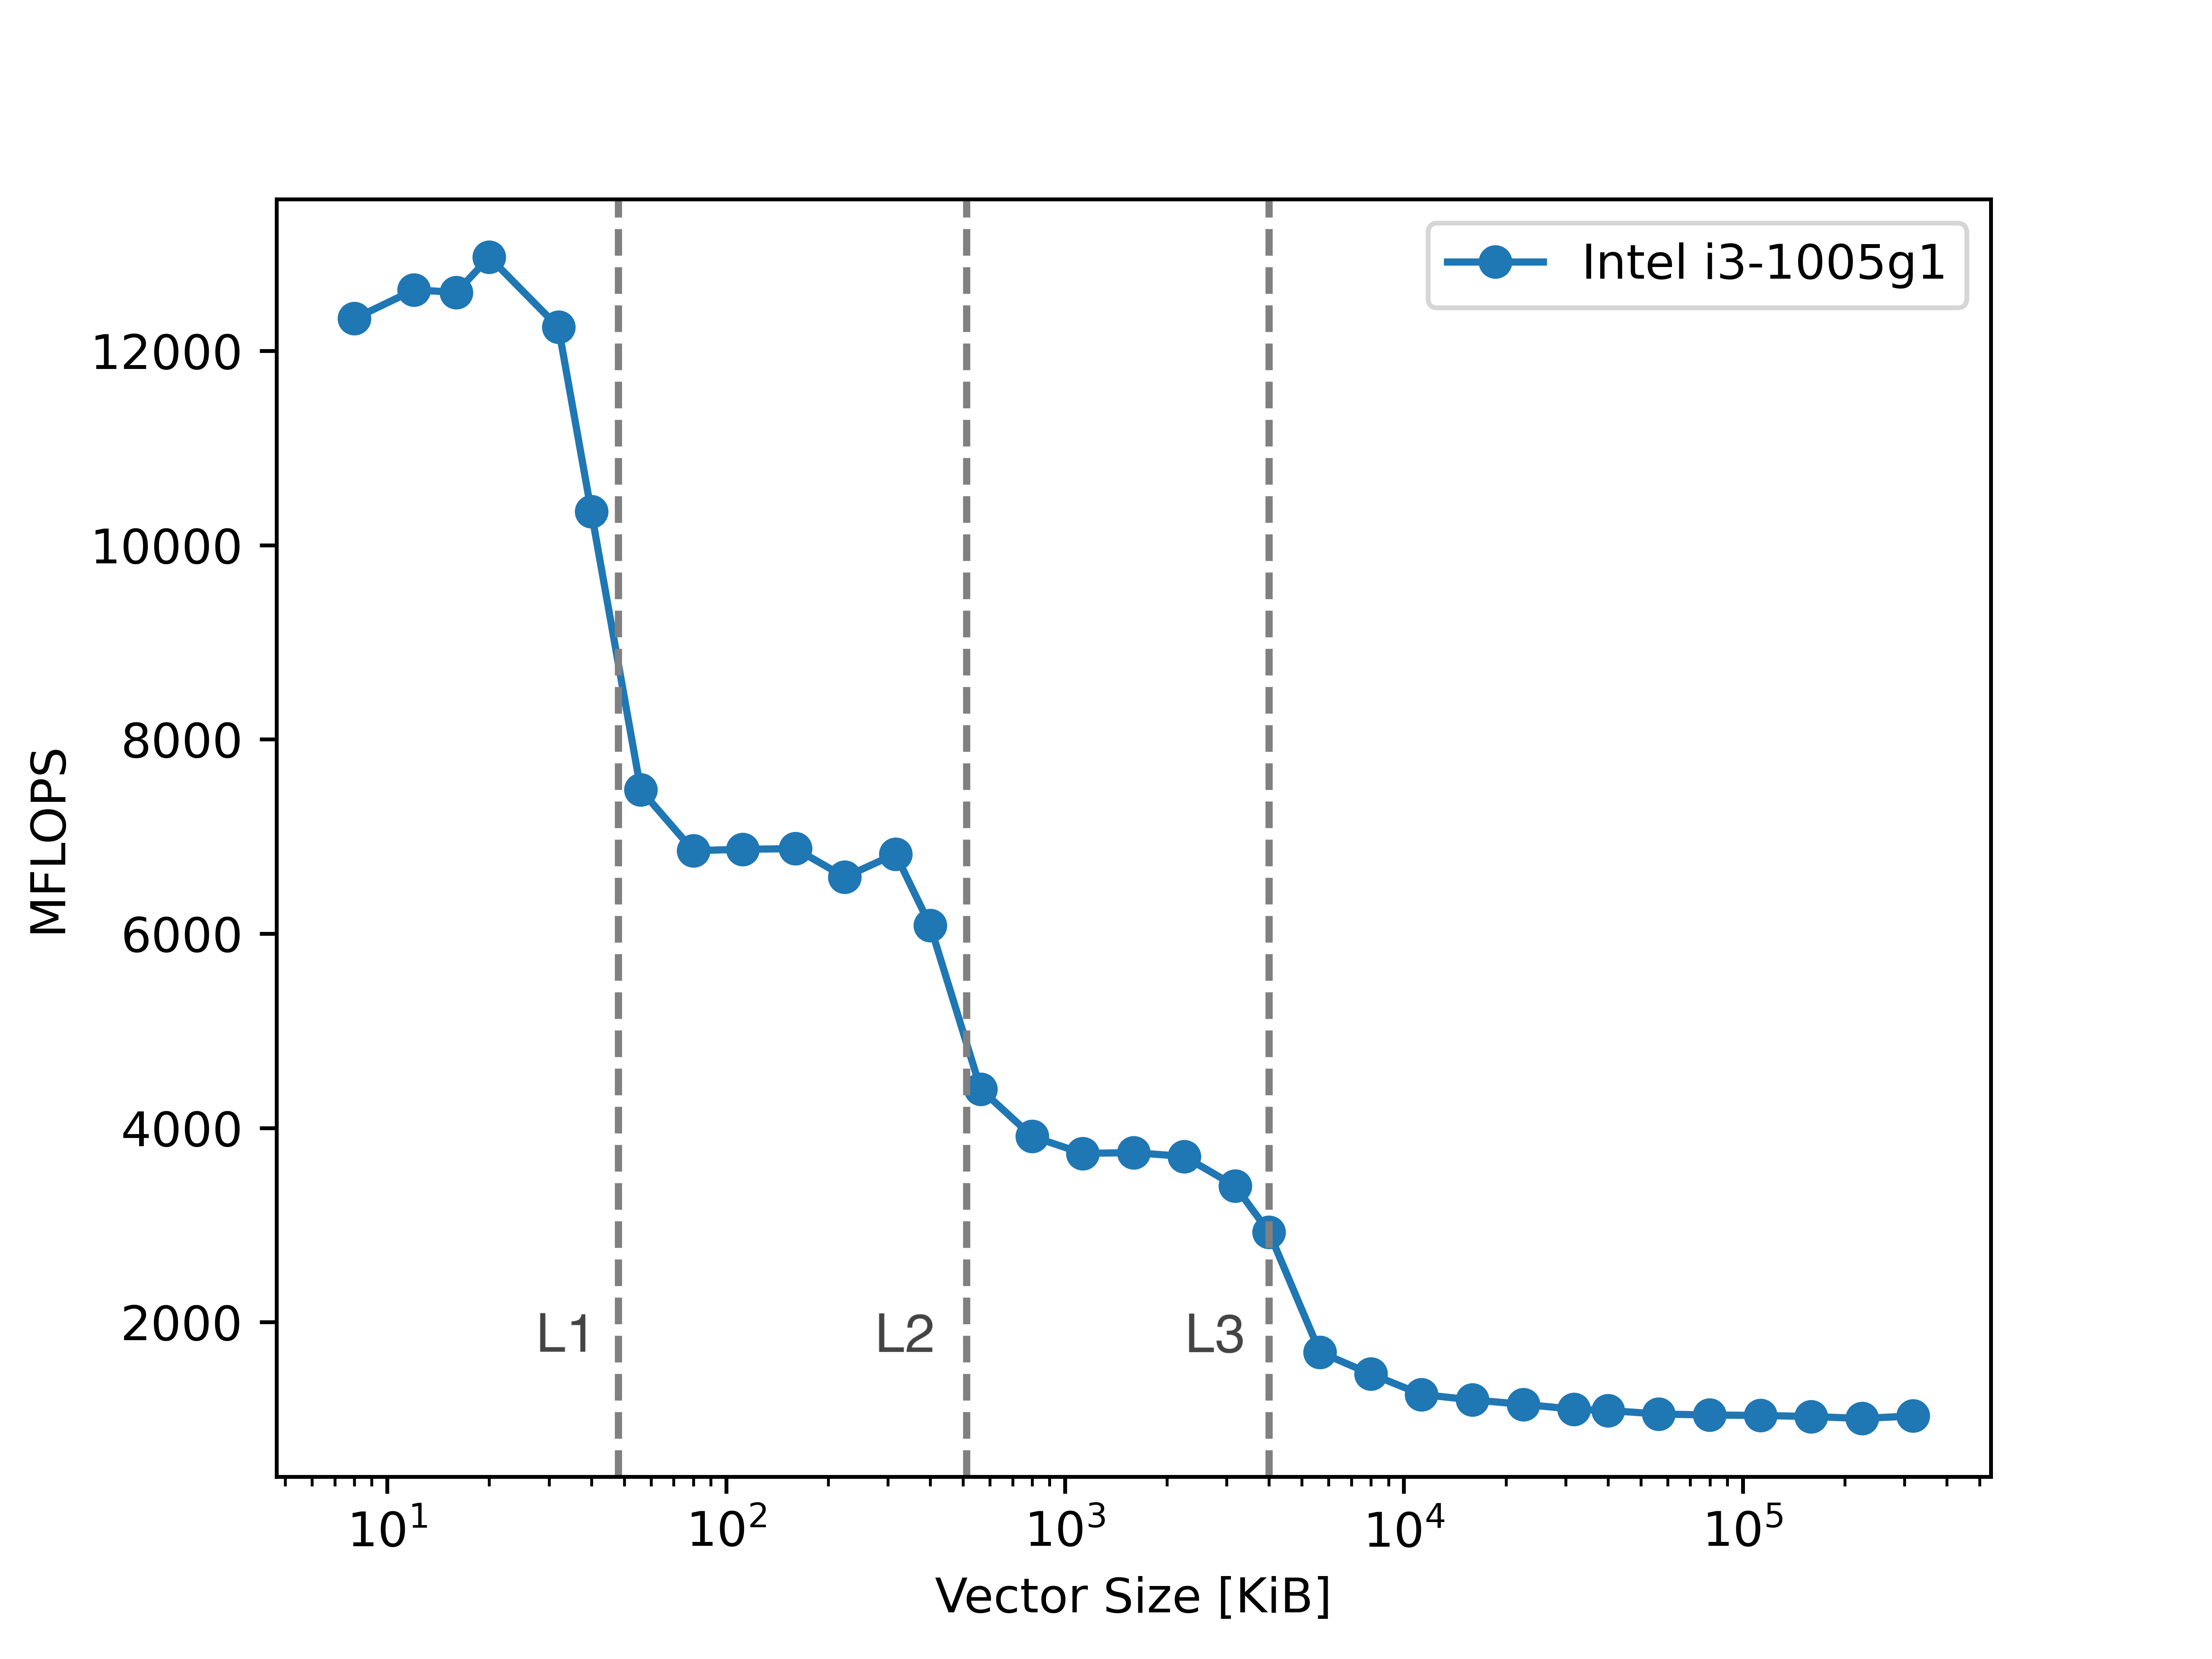 Intel i3-1005g1
12000
10000
8000
6000
4000
2000
MFLOPS
L1 L2 L3
10¹ 10² 10³ 10⁴ 10⁵
Vector Size [KiB]